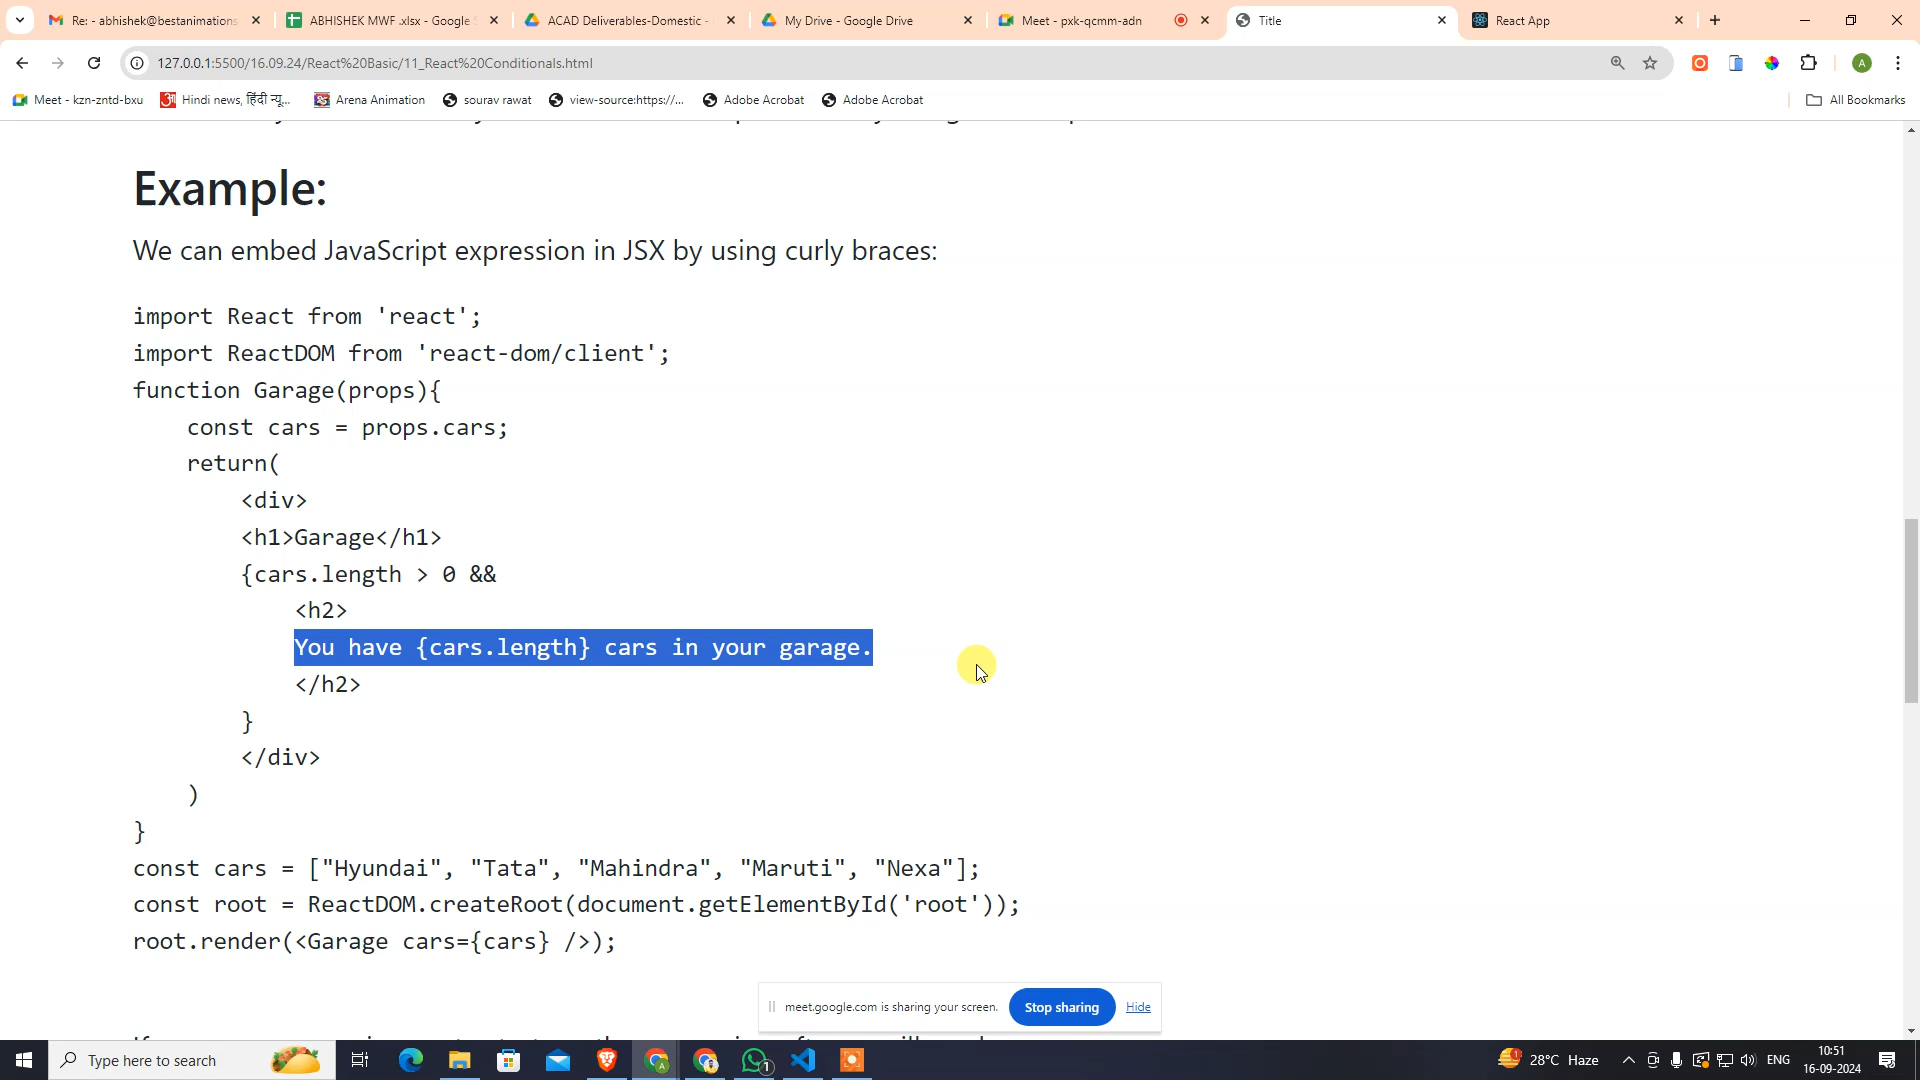 Re: - abhishek@bestanimations
ABHISHEK MWF .xlsx - Google S
ACAD Deliverables-Domestic -
My Drive - Google Drive
Meet - pxk-qcmm-adn
Title
React App
127.0.0.1:5500/16.09.24/React%20Basic/11_React%20Conditionals.html
A
Meet - kzn-zntd-bxu
Hindi news, हिंदी न्यू...
Arena Animation
sourav rawat
view-source:https://...
Adobe Acrobat
Adobe Acrobat
All Bookmarks
Example:
We can embed JavaScript expression in JSX by using curly braces:
import React from 'react';
import ReactDOM from 'react-dom/client';
function Garage(props){
const cars = props.cars;
return(
<div>
<h1>Garage</h1>
{cars.length > 0 &&
<h2>
You have {cars.length} cars in your garage.
</h2>
}
</div>
)
}
const cars = ["Hyundai", "Tata", "Mahindra", "Maruti", "Nexa"];
const root = ReactDOM.createRoot(document.getElementById('root'));
root.render(<Garage cars={cars} />);
meet.google.com is sharing your screen.
Stop sharing
Hide
Type here to search
28°C Haze
ENG
10:51
16-09-2024